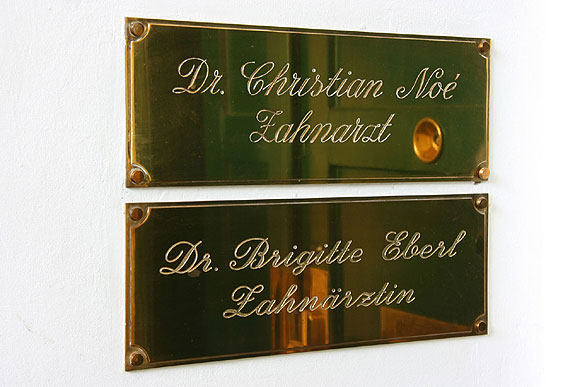 Dr. Christian Noé
Zahnarzt
Dr. Brigitte Eberl
Zahnärztin